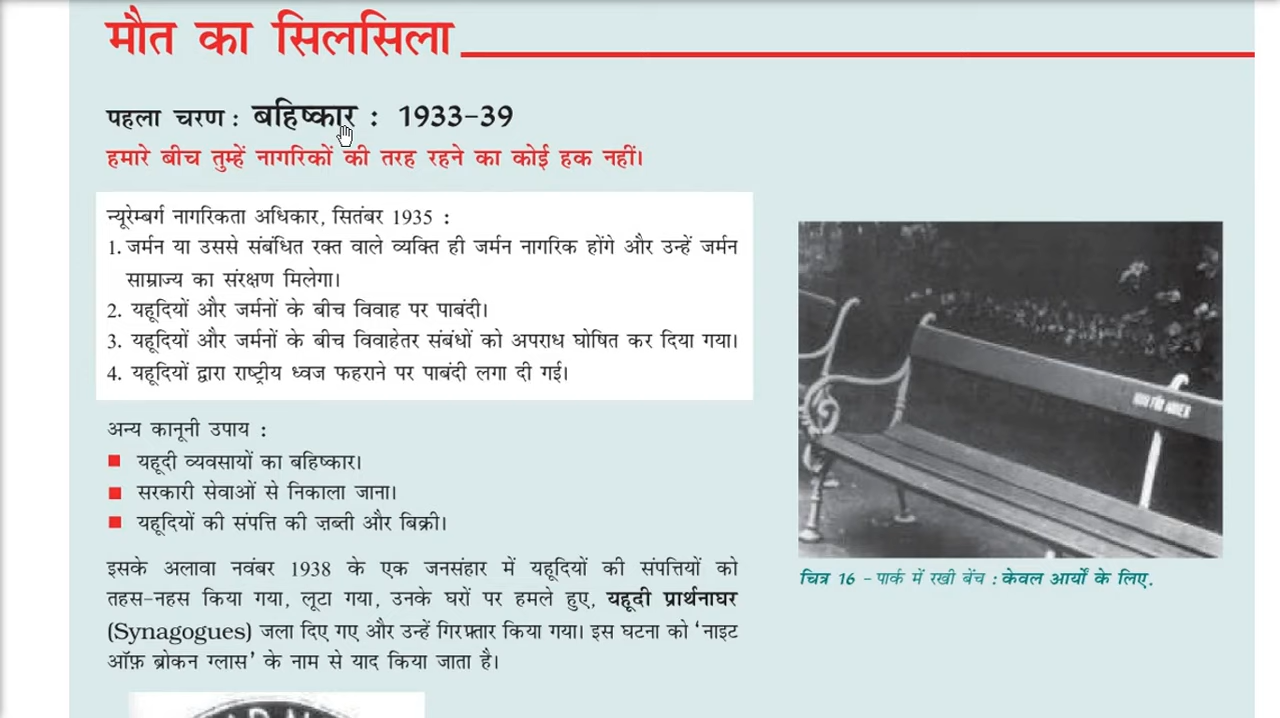 मौत का सिलसिला
पहला चरण : बहिष्कार : 1933-39
हमारे बीच तुम्हें नागरिकों की तरह रहने का कोई हक नहीं।
न्यूरेम्बर्ग नागरिकता अधिकार, सितंबर 1935 :
1. जर्मन या उससे संबंधित रक्त वाले व्यक्ति ही जर्मन नागरिक होंगे और उन्हें जर्मन
साम्राज्य का संरक्षण मिलेगा।
2. यहूदियों और जर्मनों के बीच विवाह पर पाबंदी।
3. यहूदियों और जर्मनों के बीच विवाहेतर संबंधों को अपराध घोषित कर दिया गया।
4. यहूदियों द्वारा राष्ट्रीय ध्वज फहराने पर पाबंदी लगा दी गई।
अन्य कानूनी उपाय :
यहूदी व्यवसायों का बहिष्कार।
सरकारी सेवाओं से निकाला जाना।
यहूदियों की संपत्ति की ज़ब्ती और बिक्री।
इसके अलावा नवंबर 1938 के एक जनसंहार में यहूदियों की संपत्तियों को
तहस-नहस किया गया, लूटा गया, उनके घरों पर हमले हुए, यहूदी प्रार्थनाघर
(Synagogues) जला दिए गए और उन्हें गिरफ़्तार किया गया। इस घटना को ‘नाइट
ऑफ़ ब्रोकन ग्लास’ के नाम से याद किया जाता है।
चित्र 16 - पार्क में रखी बेंच : केवल आर्यों के लिए.